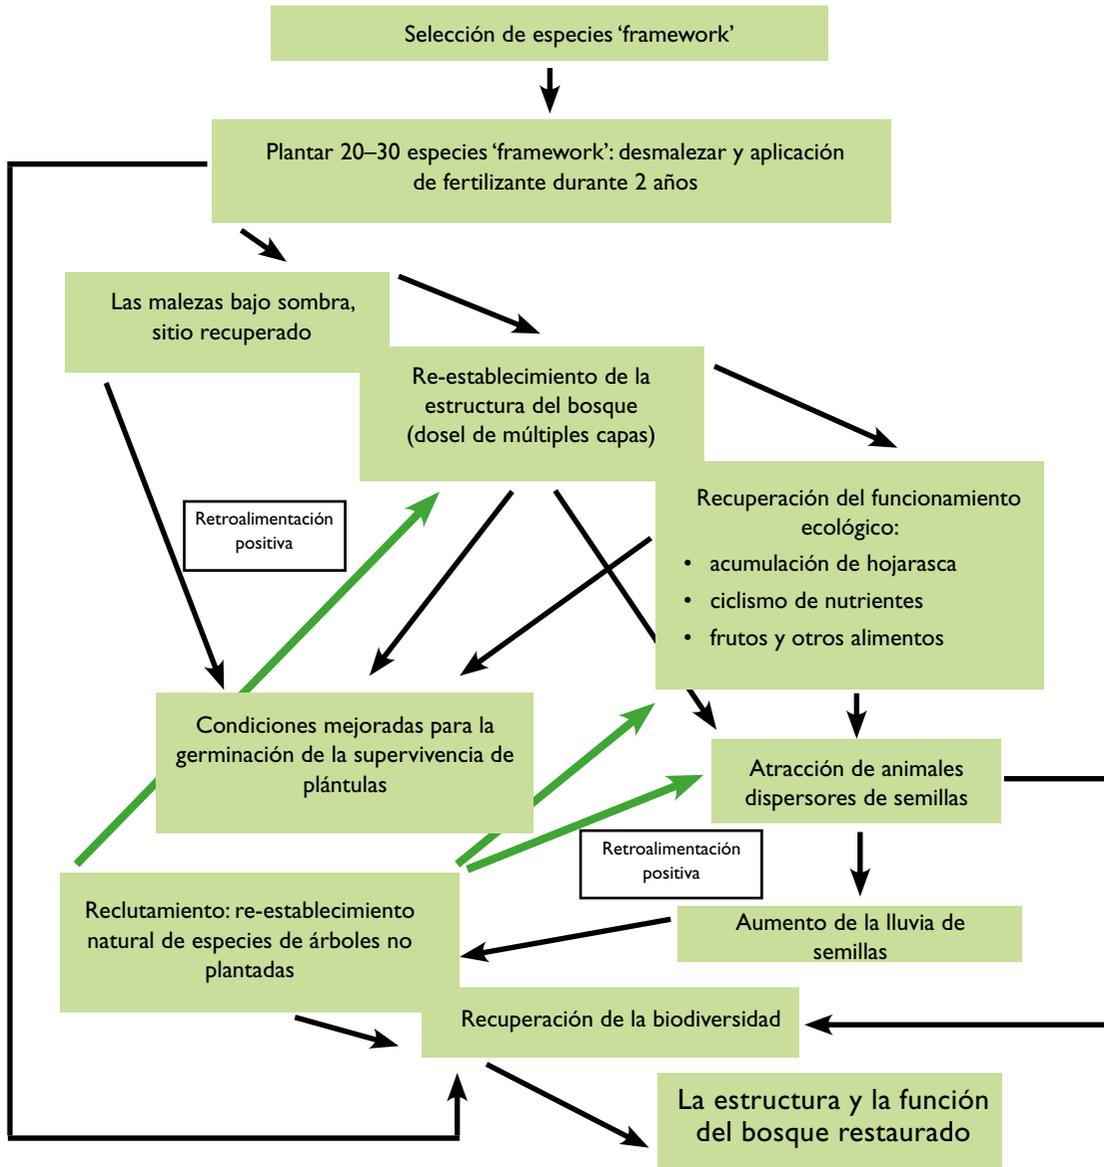 Selección de especies ‘framework’
Plantar 20–30 especies ‘framework’: desmalezar y aplicación
de fertilizante durante 2 años
Las malezas bajo sombra,
sitio recuperado
Re-establecimiento de la
estructura del bosque
(dosel de múltiples capas)
Recuperación del funcionamiento
ecológico:
• acumulación de hojarasca
• ciclismo de nutrientes
• frutos y otros alimentos
Retroalimentación
positiva
Condiciones mejoradas para la
germinación de la supervivencia de
plántulas
Atracción de animales
dispersores de semillas
Retroalimentación
positiva
Reclutamiento: re-establecimiento
natural de especies de árboles no
plantadas
Aumento de la lluvia de
semillas
Recuperación de la biodiversidad
La estructura y la función
del bosque restaurado